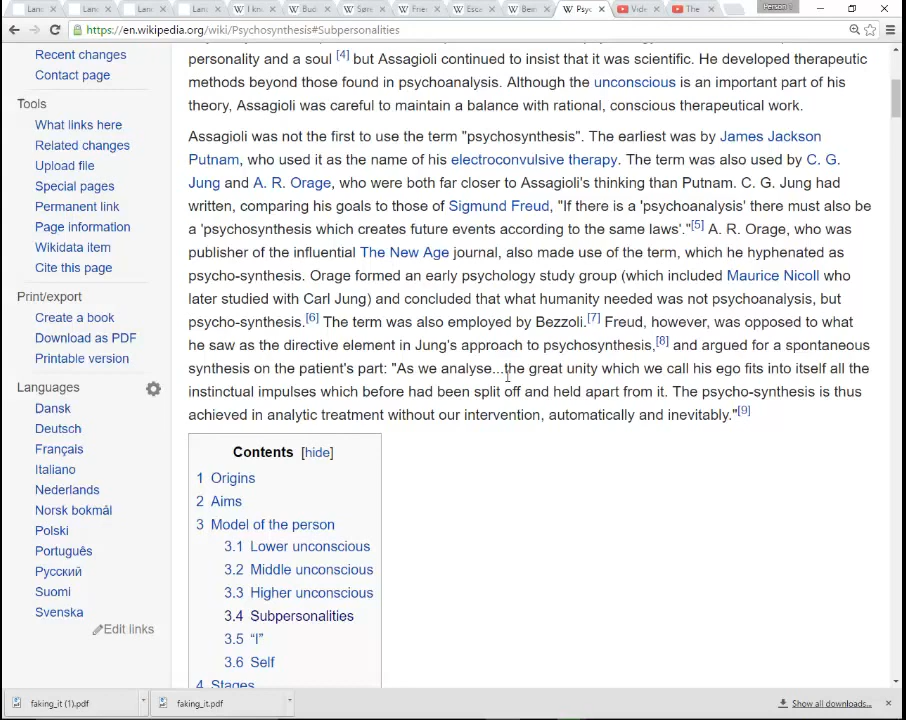 Lan
Lan
Lan
Lan
I kn
Bud
Søre
Frie
Esca
Bein
Psyc
Vide
The
Person 1
https://en.wikipedia.org/wiki/Psychosynthesis#Subpersonalities
Recent changes
Contact page
Tools
What links here
Related changes
Upload file
Special pages
Permanent link
Page information
Wikidata item
Cite this page
Print/export
Create a book
Download as PDF
Printable version
Languages
Dansk
Deutsch
Français
Italiano
Nederlands
Norsk bokmål
Polski
Português
Русский
Suomi
Svenska
Edit links
personality and a soul [4] but Assagioli continued to insist that it was scientific. He developed therapeutic
methods beyond those found in psychoanalysis. Although the unconscious is an important part of his
theory, Assagioli was careful to maintain a balance with rational, conscious therapeutical work.
Assagioli was not the first to use the term "psychosynthesis". The earliest was by James Jackson
Putnam, who used it as the name of his electroconvulsive therapy. The term was also used by C. G.
Jung and A. R. Orage, who were both far closer to Assagioli's thinking than Putnam. C. G. Jung had
written, comparing his goals to those of Sigmund Freud, "If there is a 'psychoanalysis' there must also be
a 'psychosynthesis which creates future events according to the same laws'."[5] A. R. Orage, who was
publisher of the influential The New Age journal, also made use of the term, which he hyphenated as
psycho-synthesis. Orage formed an early psychology study group (which included Maurice Nicoll who
later studied with Carl Jung) and concluded that what humanity needed was not psychoanalysis, but
psycho-synthesis.[6] The term was also employed by Bezzoli.[7] Freud, however, was opposed to what
he saw as the directive element in Jung's approach to psychosynthesis,[8] and argued for a spontaneous
synthesis on the patient's part: "As we analyse...the great unity which we call his ego fits into itself all the
instinctual impulses which before had been split off and held apart from it. The psycho-synthesis is thus
achieved in analytic treatment without our intervention, automatically and inevitably."[9]
Contents [hide]
1 Origins
2 Aims
3 Model of the person
3.1 Lower unconscious
3.2 Middle unconscious
3.3 Higher unconscious
3.4 Subpersonalities
3.5 “I”
3.6 Self
4 Stages
faking_it (1).pdf
faking_it.pdf
Show all downloads...